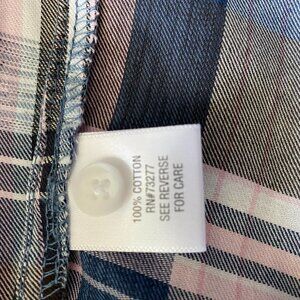 100% COTTON
RN#73277
SEE REVERSE
FOR CARE